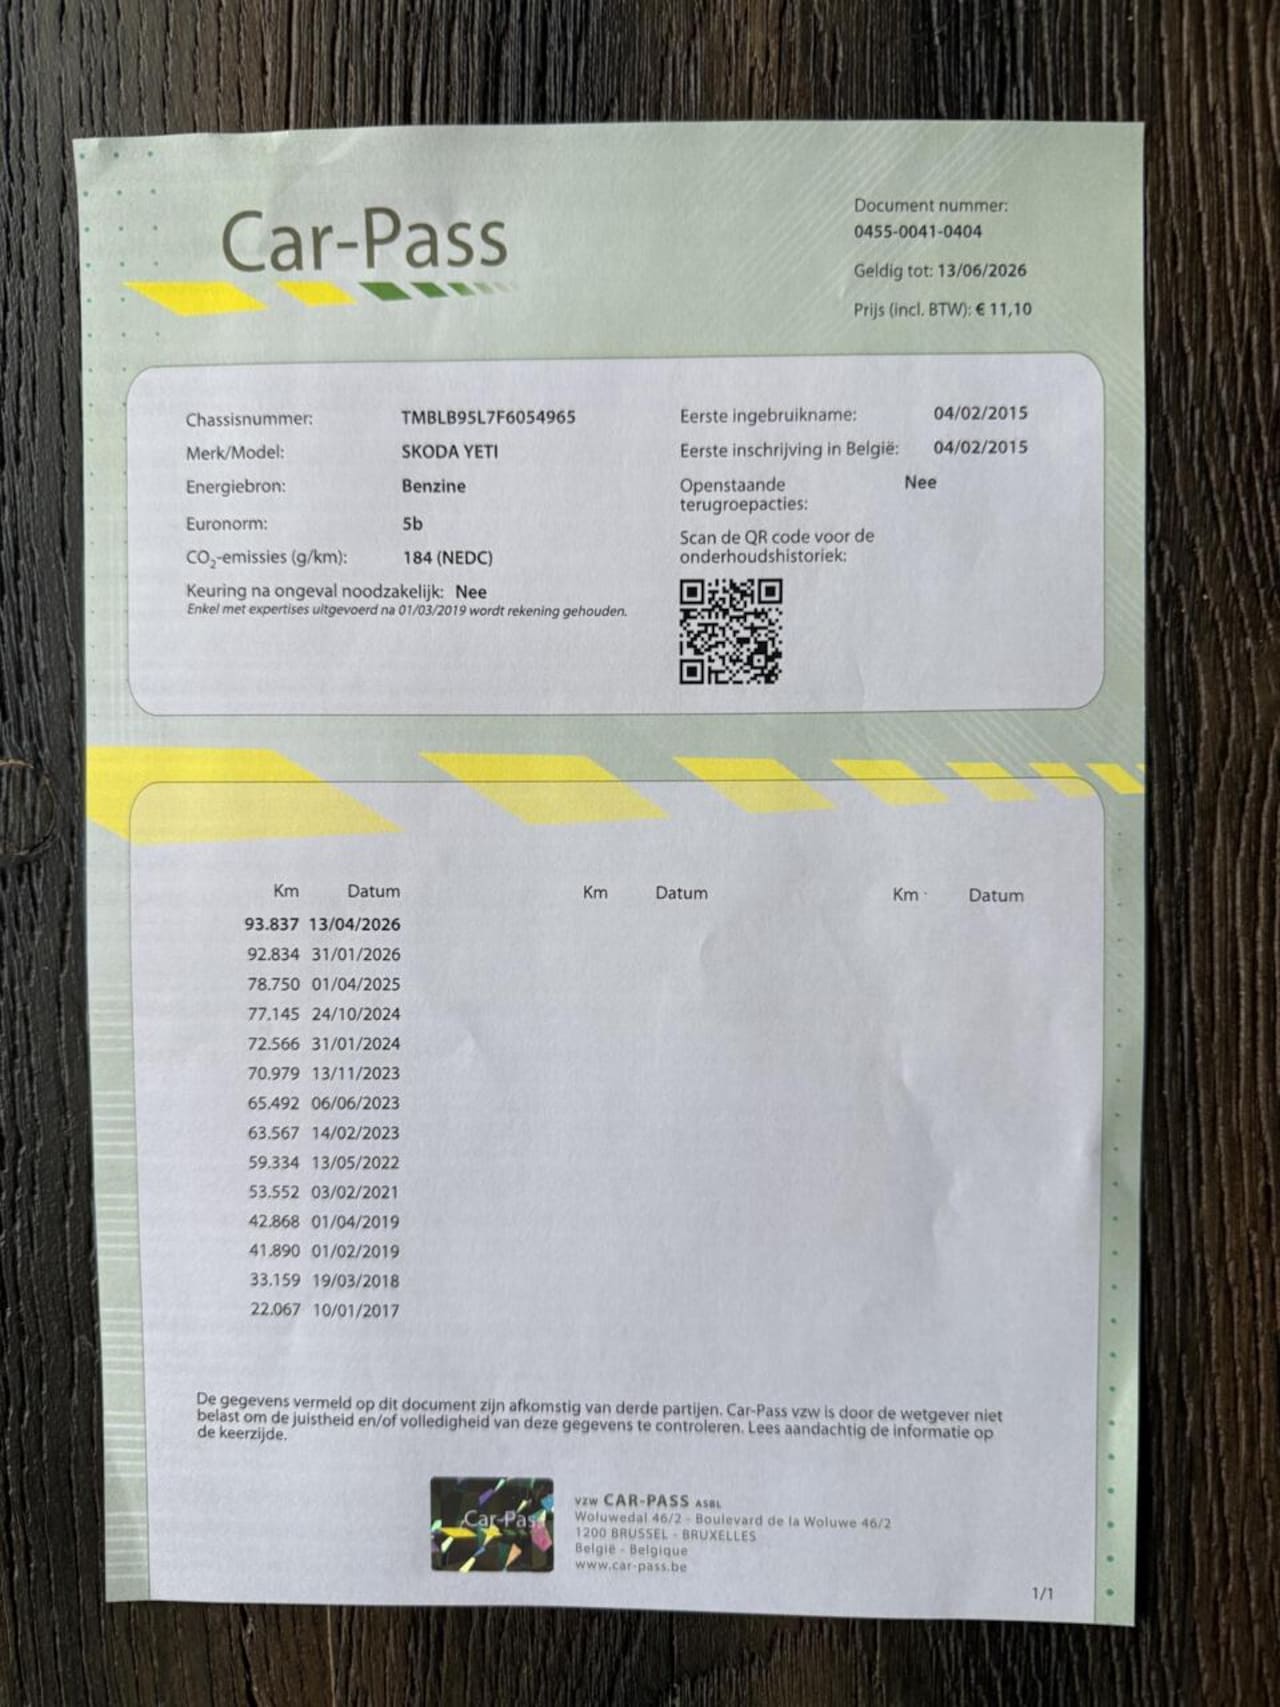 Car-Pass
Document nummer:
0455-0041-0404
Geldig tot: 13/06/2026
Prijs (incl. BTW): € 11,10
Chassisnummer: TMBLB95L7F6054965
Merk/Model: SKODA YETI
Energiebron: Benzine
Euronorm: 5b
CO₂-emissies (g/km): 184 (NEDC)
Keuring na ongeval noodzakelijk: Nee
Enkel met expertises uitgevoerd na 01/03/2019 wordt rekening gehouden.
Eerste ingebruikname: 04/02/2015
Eerste inschrijving in België: 04/02/2015
Openstaande Nee
terugroepacties:
Scan de QR code voor de
onderhoudshistoriek:
Km Datum Km Datum Km Datum
93.837 13/04/2026
92.834 31/01/2026
78.750 01/04/2025
77.145 24/10/2024
72.566 31/01/2024
70.979 13/11/2023
65.492 06/06/2023
63.567 14/02/2023
59.334 13/05/2022
53.552 03/02/2021
42.868 01/04/2019
41.890 01/02/2019
33.159 19/03/2018
22.067 10/01/2017
De gegevens vermeld op dit document zijn afkomstig van derde partijen. Car-Pass vzw is door de wetgever niet
belast om de juistheid en/of volledigheid van deze gegevens te controleren. Lees aandachtig de informatie op
de keerzijde.
Car-Pass
vzw CAR-PASS ASBL
Woluwedal 46/2 - Boulevard de la Woluwe 46/2
1200 BRUSSEL - BRUXELLES
België - Belgique
www.car-pass.be
1/1